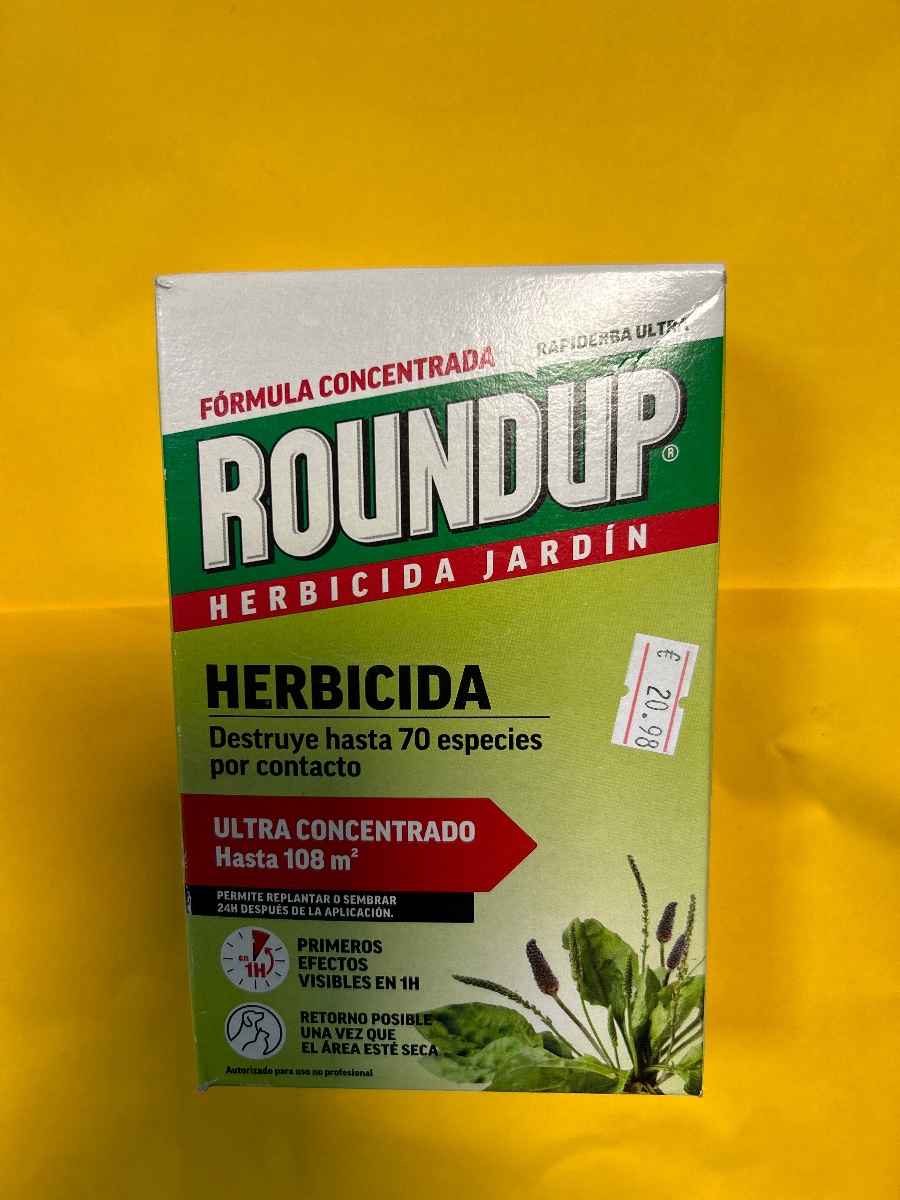 RAPIDERBA ULTRA
FÓRMULA CONCENTRADA
ROUNDUP®
HERBICIDA JARDÍN
€ 20.98
HERBICIDA
Destruye hasta 70 especies
por contacto
ULTRA CONCENTRADO
Hasta 108 m²
PERMITE REPLANTAR O SEMBRAR
24H DESPUÉS DE LA APLICACIÓN.
en
1H
PRIMEROS
EFECTOS
VISIBLES EN 1H
RETORNO POSIBLE
UNA VEZ QUE
EL ÁREA ESTÉ SECA
Autorizado para uso no profesional